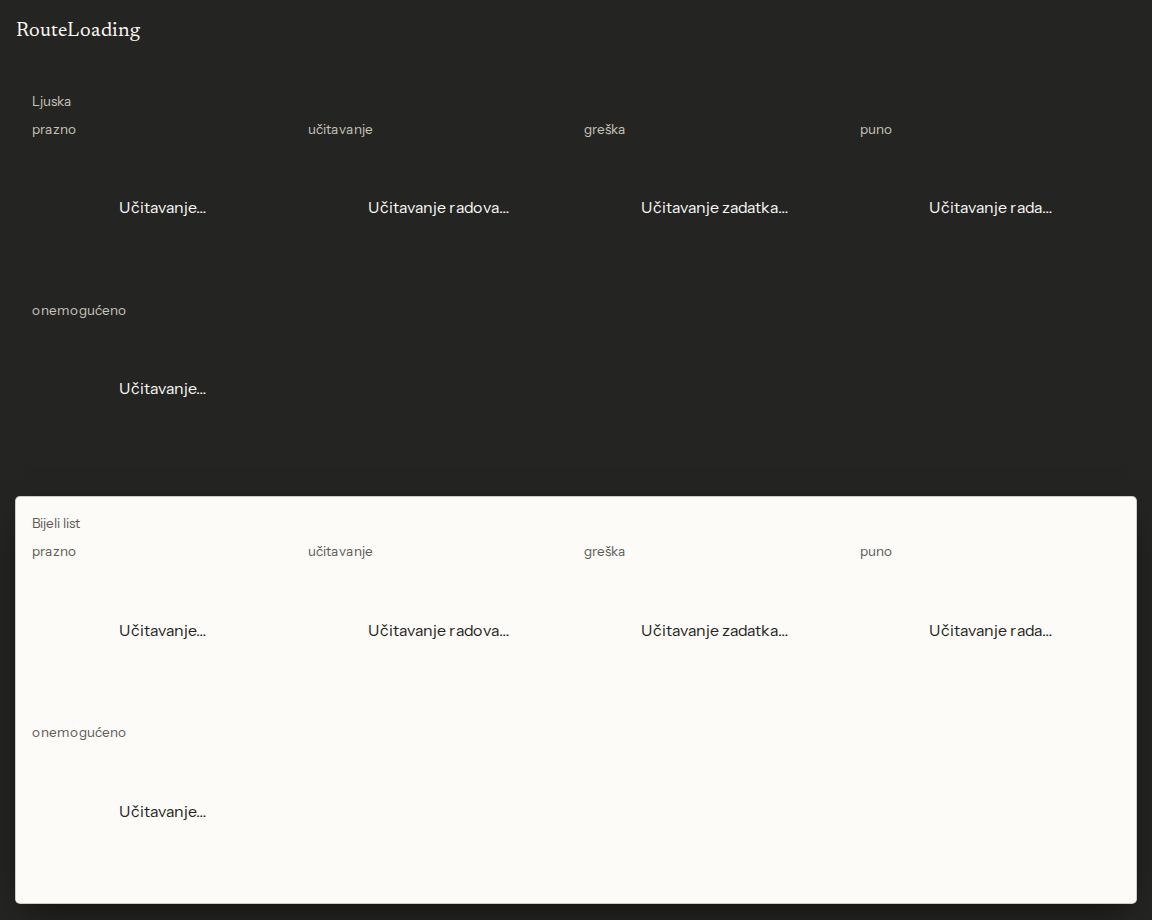 RouteLoading
Ljuska
prazno učitavanje greška puno
Učitavanje... Učitavanje radova... Učitavanje zadatka... Učitavanje rada...
onemogućeno
Učitavanje...
Bijeli list
prazno učitavanje greška puno
Učitavanje... Učitavanje radova... Učitavanje zadatka... Učitavanje rada...
onemogućeno
Učitavanje...